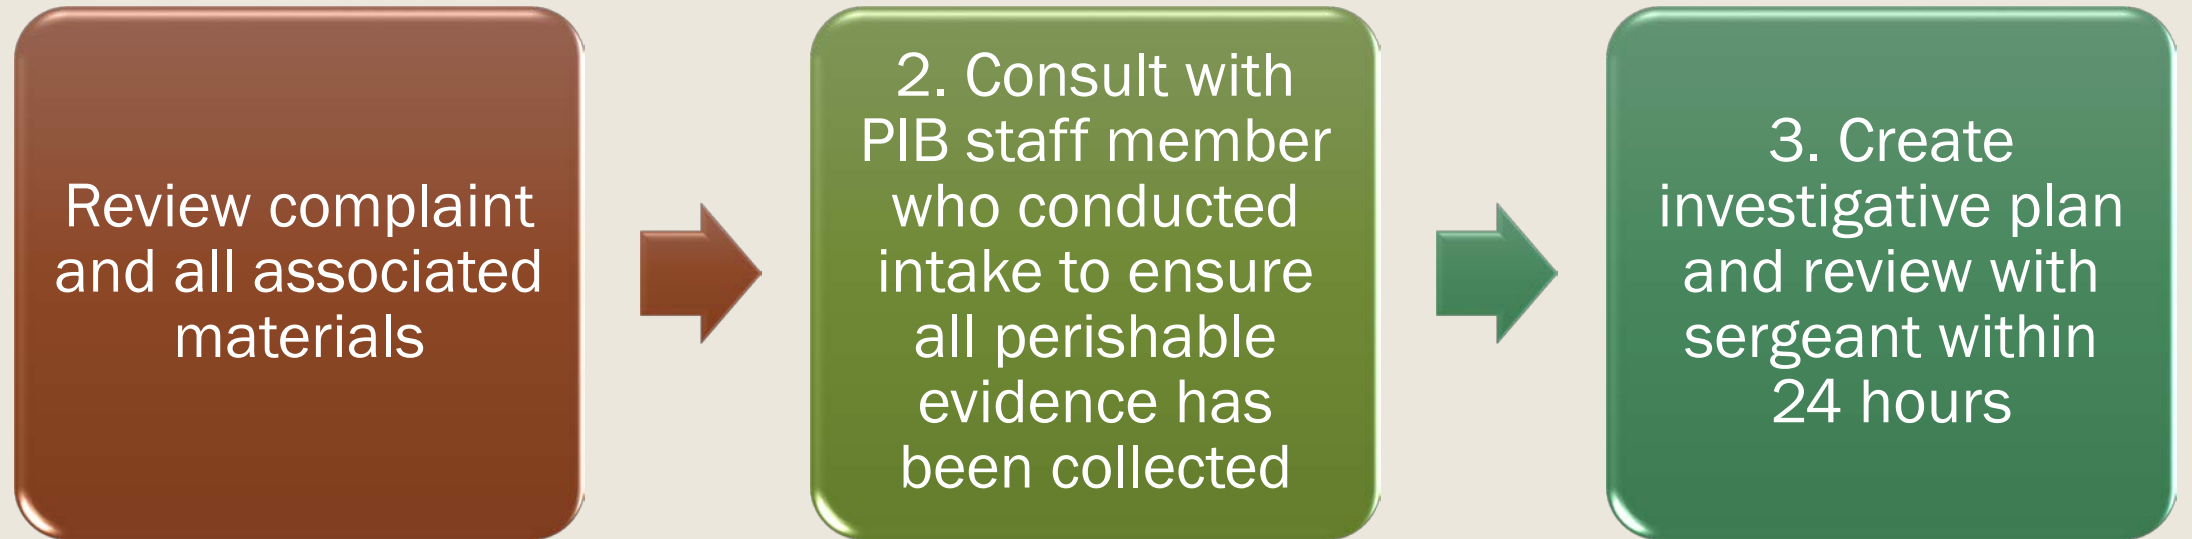 Review complaint
and all associated
materials
2. Consult with
PIB staff member
who conducted
intake to ensure
all perishable
evidence has
been collected
3. Create
investigative plan
and review with
sergeant within
24 hours